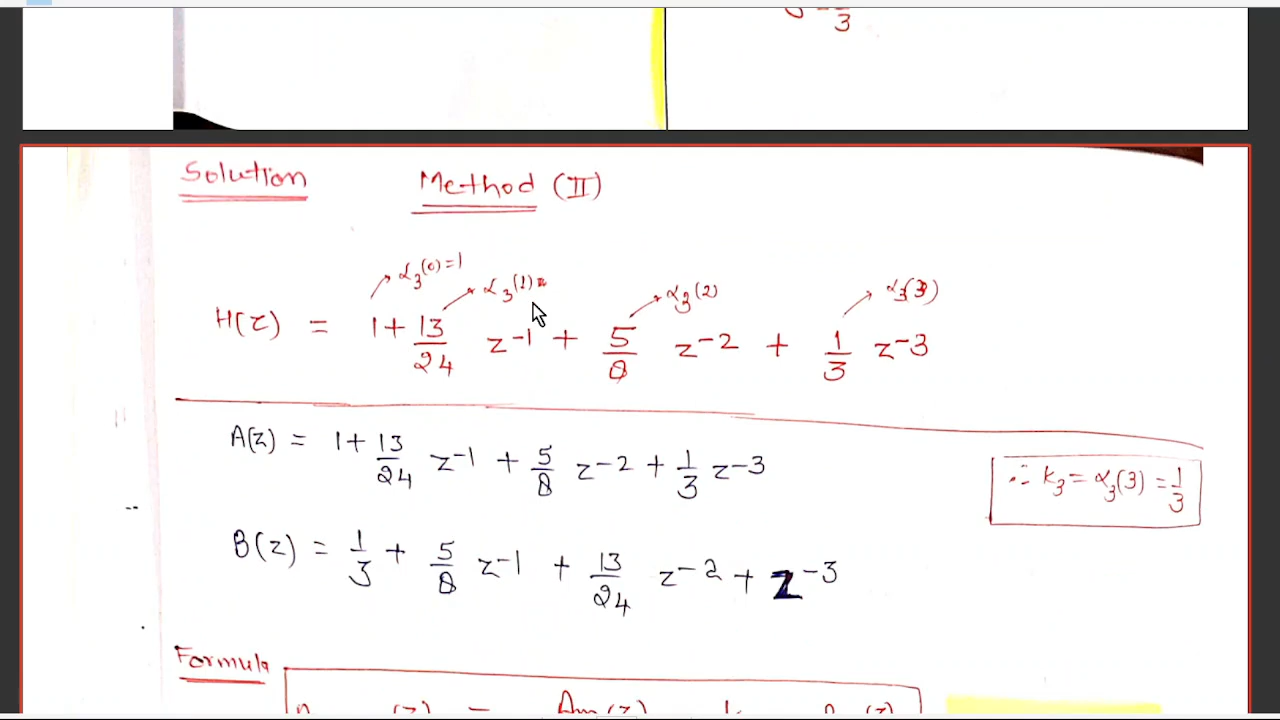 3
Solution Method (II)
α₃(0)=1 α₃(1)= α₃(2) α₃(3)
H(z) = 1 + 13/24 z⁻¹ + 5/8 z⁻² + 1/3 z⁻³
A(z) = 1 + 13/24 z⁻¹ + 5/8 z⁻² + 1/3 z⁻³
∴ K₃ = α₃(3) = 1/3
B(z) = 1/3 + 5/8 z⁻¹ + 13/24 z⁻² + z⁻³
Formula
(z) = Am(z)